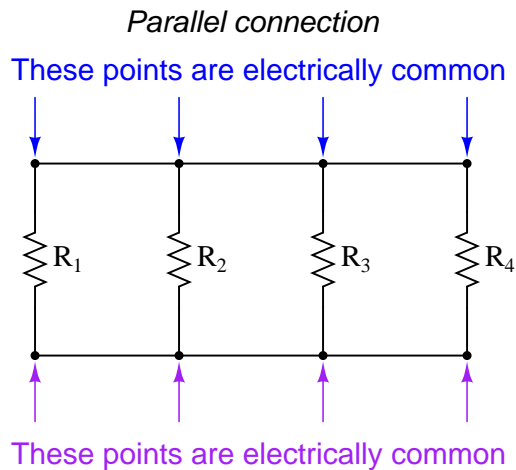 Parallel connection
These points are electrically common
R₁ R₂ R₃ R₄
These points are electrically common